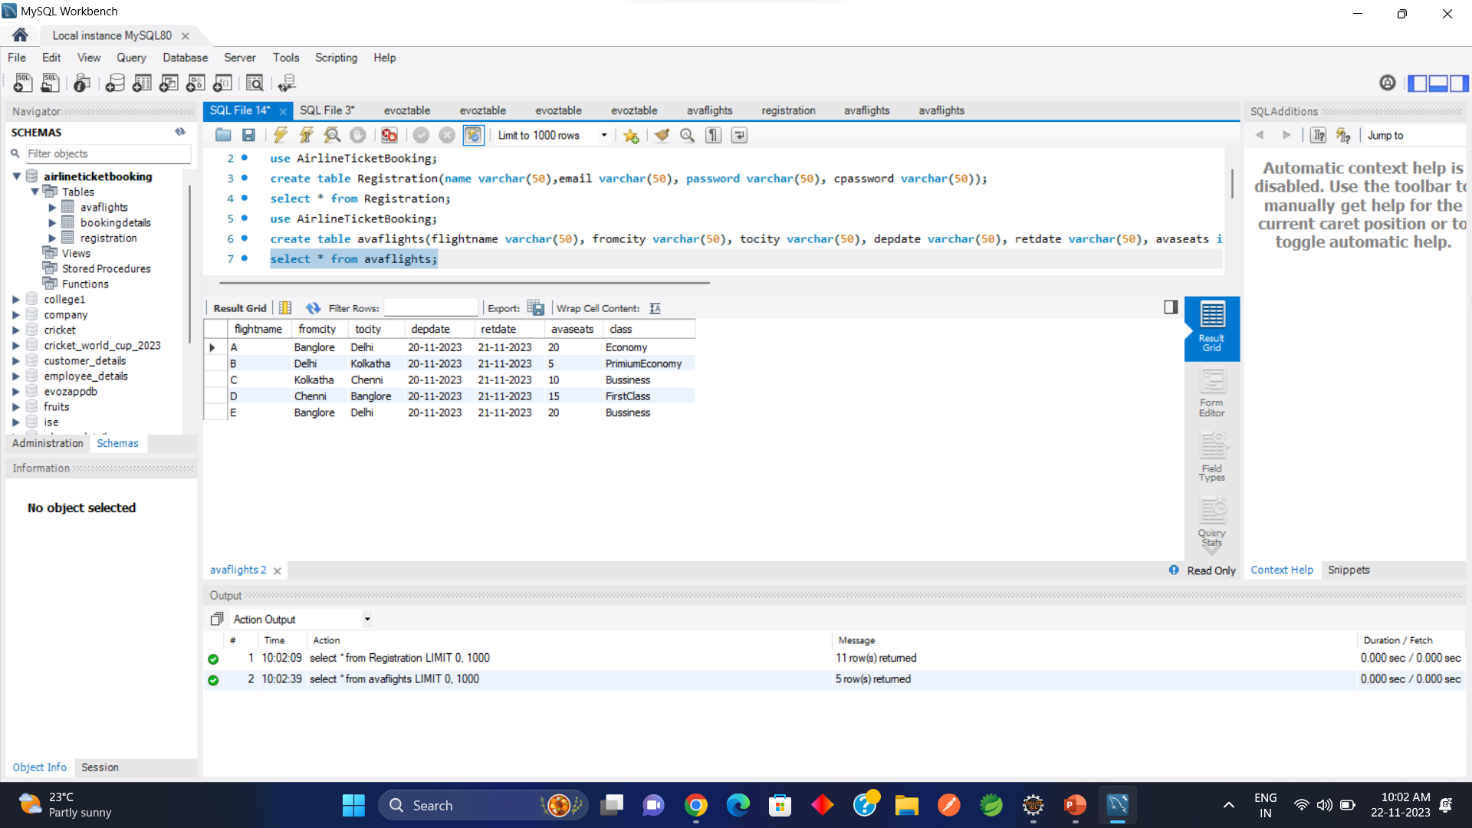 MySQL Workbench
Local instance MySQL80
File Edit View Query Database Server Tools Scripting Help
Navigator
SCHEMAS
Filter objects
airlineticketbooking
Tables
avaflights
bookingdetails
registration
Views
Stored Procedures
Functions
college1
company
cricket
cricket_world_cup_2023
customer_details
employee_details
evozappdb
fruits
ise
Administration Schemas
Information
No object selected
Object Info Session
SQL File 14* SQL File 3* evoztable evoztable evoztable evoztable avaflights registration avaflights avaflights
Limit to 1000 rows
2 use AirlineTicketBooking;
3 create table Registration(name varchar(50),email varchar(50), password varchar(50), cpassword varchar(50));
4 select * from Registration;
5 use AirlineTicketBooking;
6 create table avaflights(flightname varchar(50), fromcity varchar(50), tocity varchar(50), depdate varchar(50), retdate varchar(50), avaseats i
7 select * from avaflights;
Result Grid Filter Rows: Export: Wrap Cell Content:
flightname fromcity tocity depdate retdate avaseats class
A Banglore Delhi 20-11-2023 21-11-2023 20 Economy
B Delhi Kolkatha 20-11-2023 21-11-2023 5 PrimiumEconomy
C Kolkatha Chenni 20-11-2023 21-11-2023 10 Bussiness
D Chenni Banglore 20-11-2023 21-11-2023 15 FirstClass
E Banglore Delhi 20-11-2023 21-11-2023 20 Bussiness
Result
Grid
Form
Editor
Field
Types
Query
Stats
avaflights 2
Read Only
SQLAdditions
Jump to
Automatic context help is
disabled. Use the toolbar to
manually get help for the
current caret position or to
toggle automatic help.
Context Help Snippets
Output
Action Output
# Time Action Message Duration / Fetch
1 10:02:09 select * from Registration LIMIT 0, 1000 11 row(s) returned 0.000 sec / 0.000 sec
2 10:02:39 select * from avaflights LIMIT 0, 1000 5 row(s) returned 0.000 sec / 0.000 sec
23°C
Partly sunny
Search
ENG
IN
10:02 AM
22-11-2023